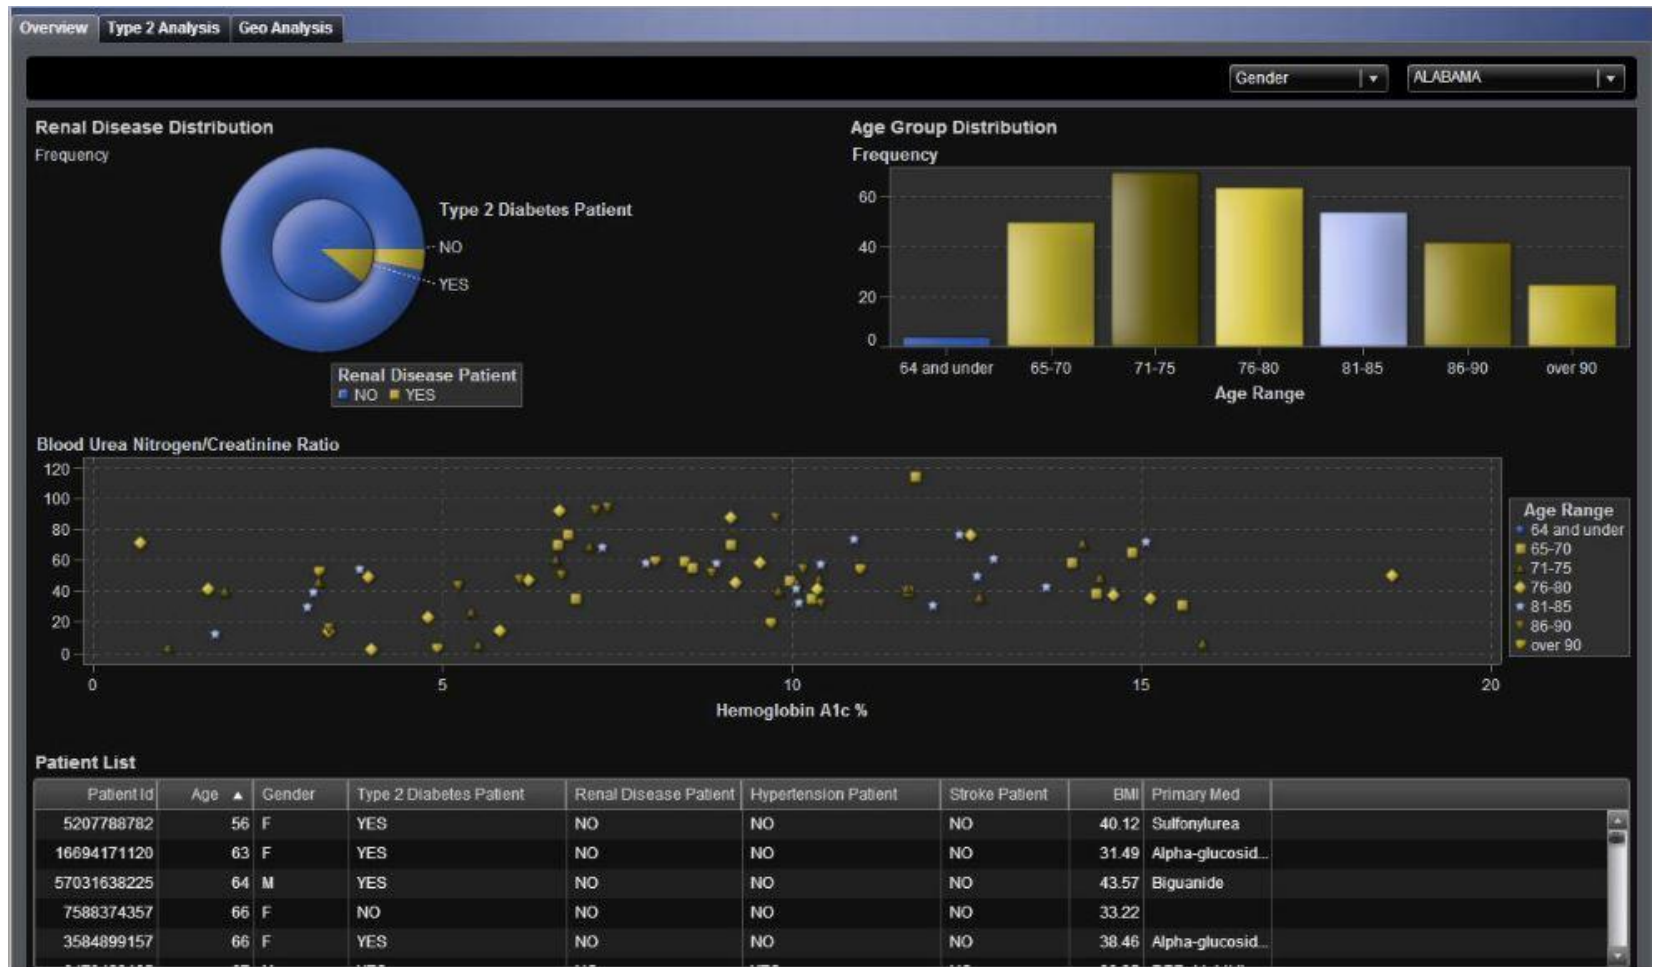 Overview Type 2 Analysis Geo Analysis
Gender ALABAMA
Renal Disease Distribution
Frequency
Type 2 Diabetes Patient
NO
YES
Renal Disease Patient
NO YES
Age Group Distribution
Frequency
60
40
20
0
64 and under 65-70 71-75 76-80 81-85 86-90 over 90
Age Range
Blood Urea Nitrogen/Creatinine Ratio
120
100
80
60
40
20
0
0 5 10 15 20
Hemoglobin A1c %
Age Range
64 and under
65-70
71-75
76-80
81-85
86-90
over 90
Patient List
Patient Id Age Gender Type 2 Diabetes Patient Renal Disease Patient Hypertension Patient Stroke Patient BMI Primary Med
5207788782 56 F YES NO NO NO 40.12 Sulfonylurea
16694171120 63 F YES NO NO NO 31.49 Alpha-glucosid...
57031638225 64 M YES NO NO NO 43.57 Biguanide
7588374357 66 F NO NO NO NO 33.22
3584899157 66 F YES NO NO NO 38.46 Alpha-glucosid...